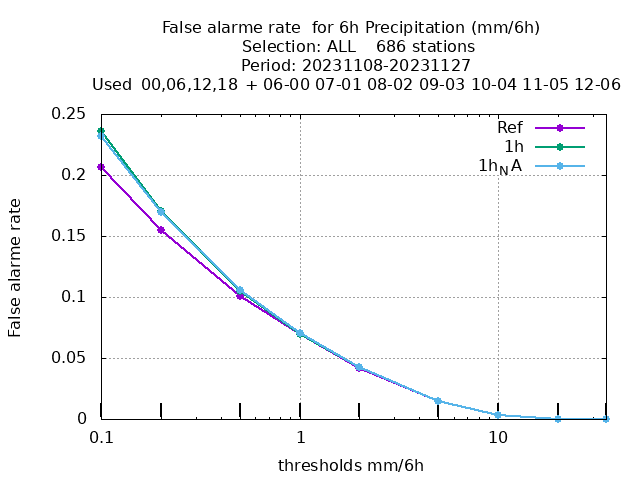 False alarme rate  for 6h Precipitation (mm/6h)
Selection: ALL    686 stations
Period: 20231108-20231127
Used  00,06,12,18  + 06-00 07-01 08-02 09-03 10-04 11-05 12-06
0.25
0.2
0.15
0.1
0.05
0
False alarme rate
Ref
1h
1h_NA
0.1 1 10
thresholds mm/6h